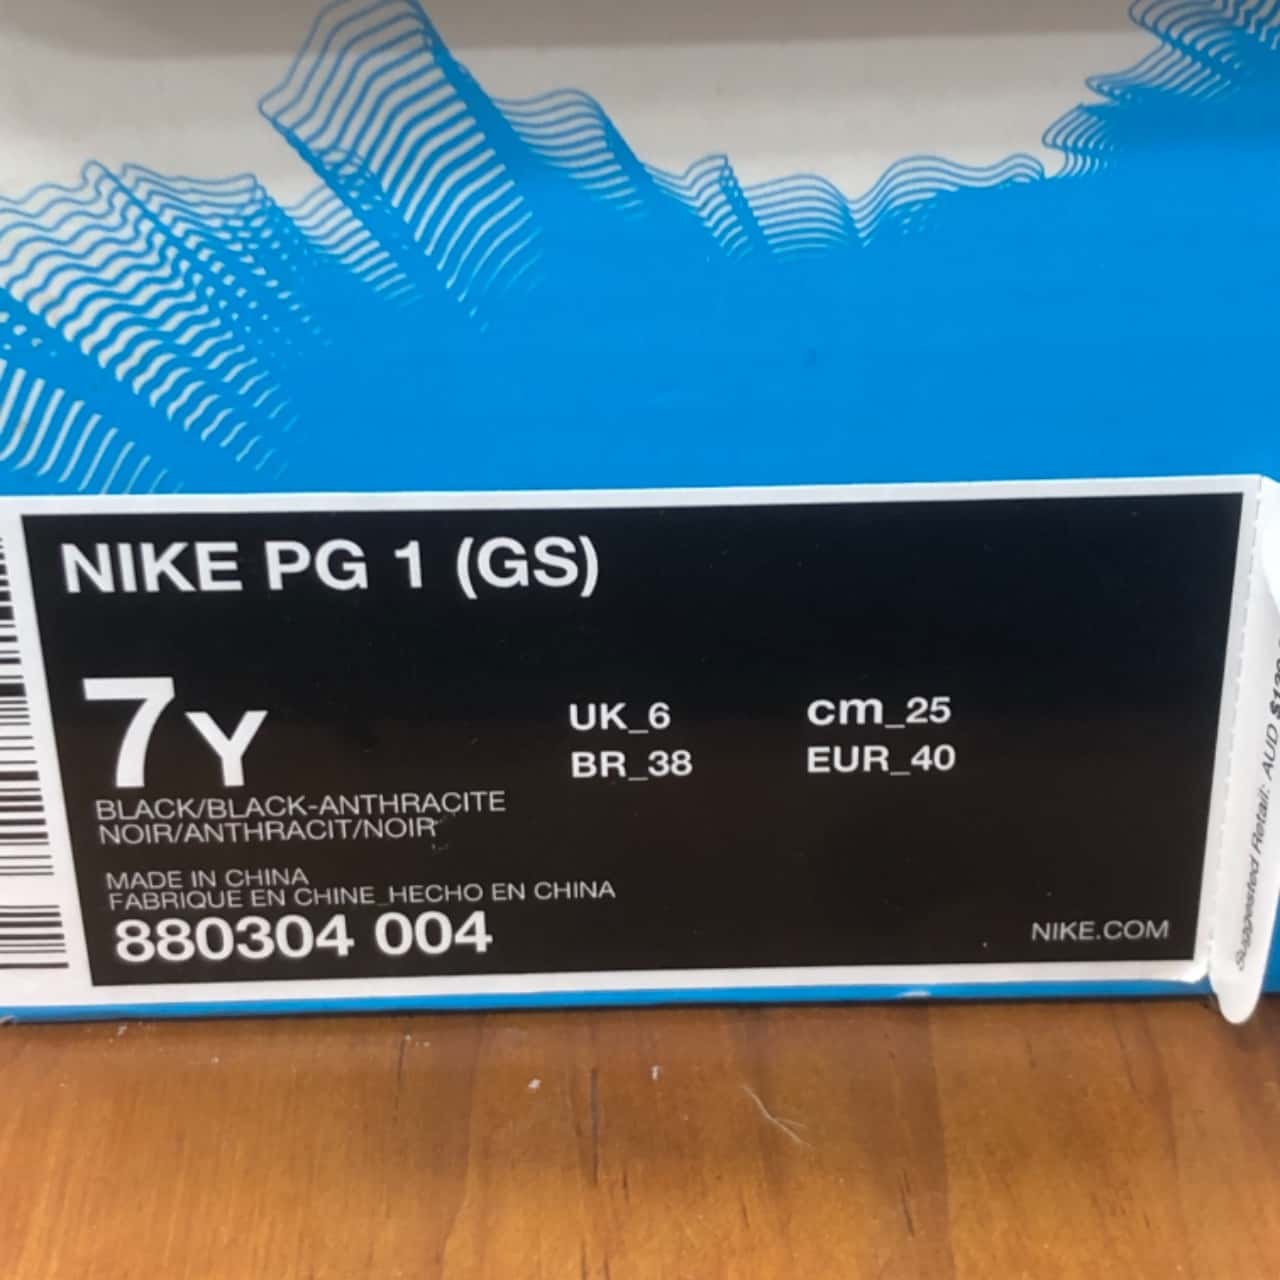 NIKE PG 1 (GS)
7Y
UK_6
cm_25
BR_38
EUR_40
BLACK/BLACK-ANTHRACITE
NOIR/ANTHRACIT/NOIR
MADE IN CHINA
FABRIQUE EN CHINE_HECHO EN CHINA
880304 004
NIKE.COM
Suggested Retail: AUD